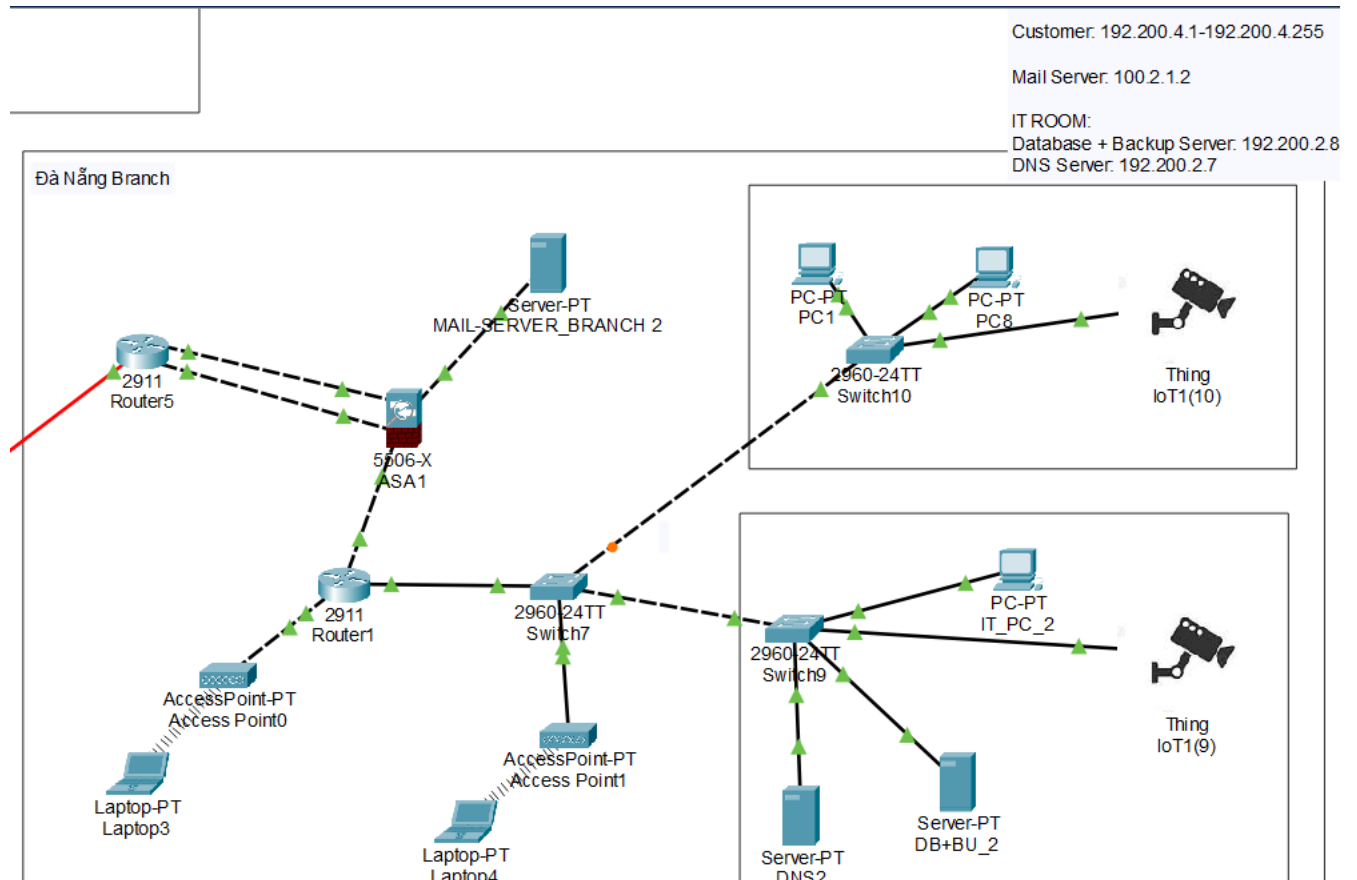 Customer: 192.200.4.1-192.200.4.255
Mail Server: 100.2.1.2
IT ROOM:
Database + Backup Server: 192.200.2.8
DNS Server: 192.200.2.7
Đà Nẵng Branch
Server-PT
MAIL-SERVER_BRANCH 2
PC-PT
PC1
PC-PT
PC8
2960-24TT
Switch10
Thing
IoT1(10)
2911
Router5
5506-X
ASA1
2911
Router1
2960-24TT
Switch7
PC-PT
IT_PC_2
2960-24TT
Switch9
Thing
IoT1(9)
AccessPoint-PT
Access Point0
AccessPoint-PT
Access Point1
Laptop-PT
Laptop3
Laptop-PT
Laptop4
Server-PT
DNS2
Server-PT
DB+BU_2